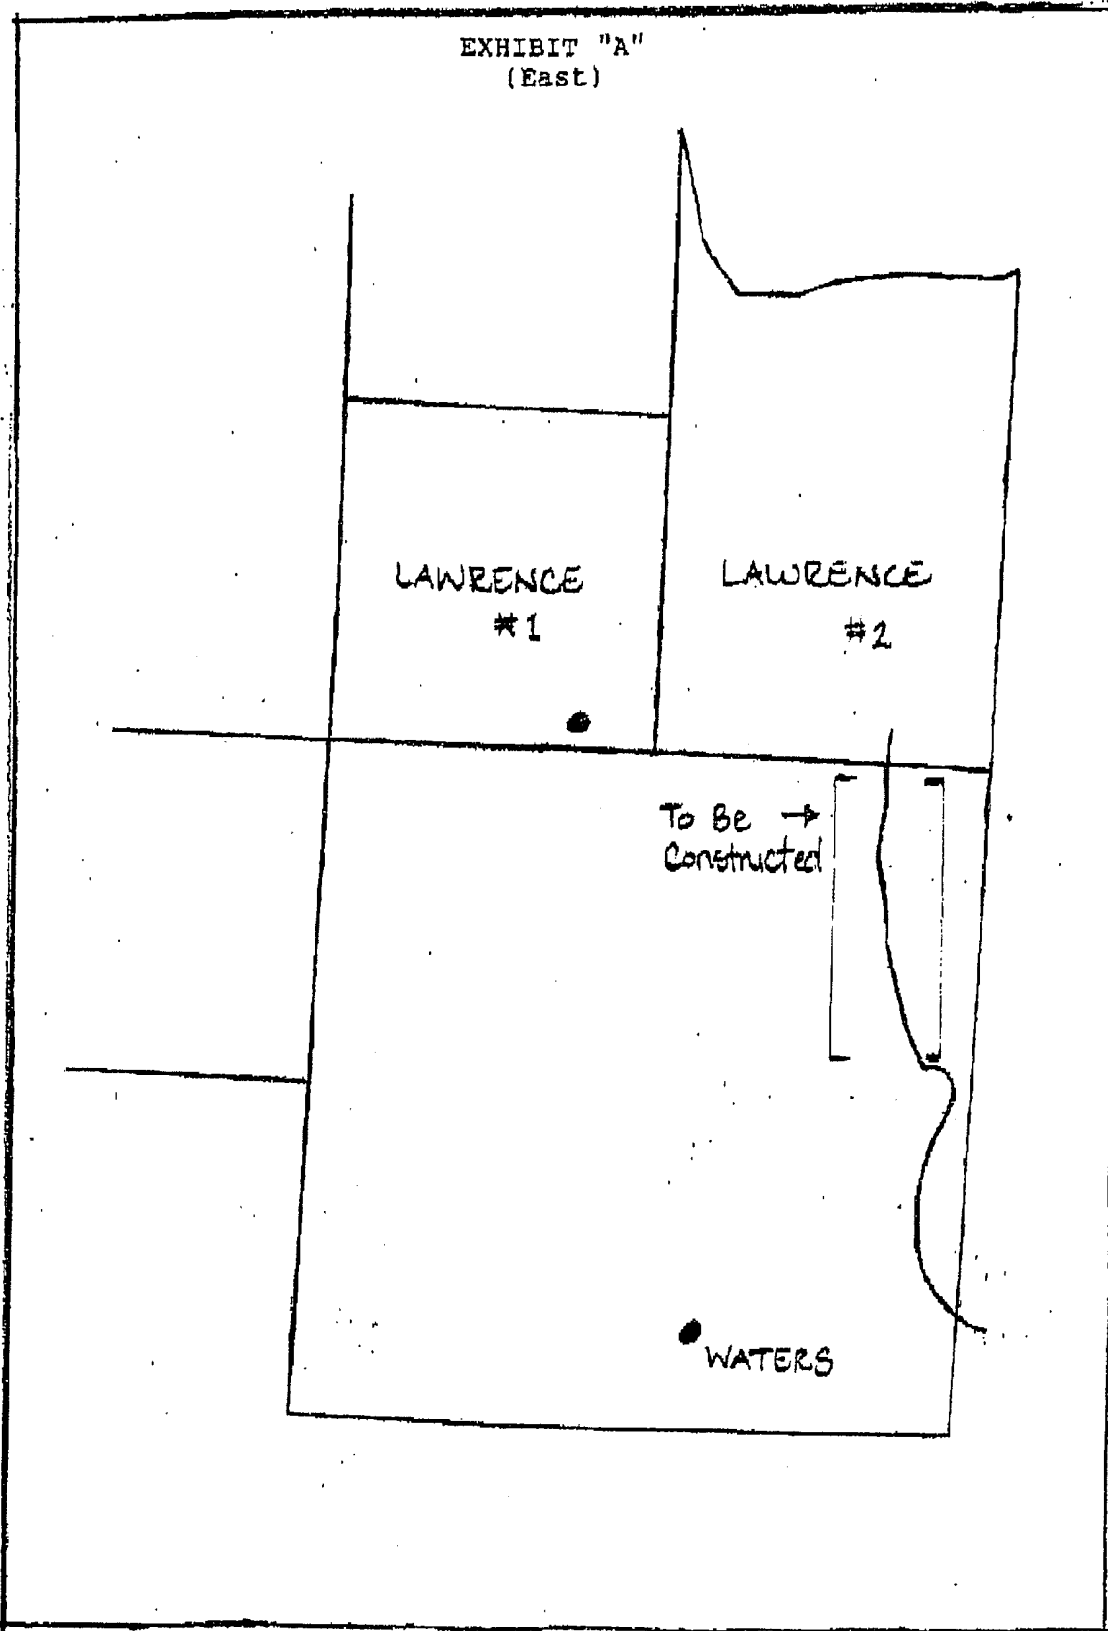 EXHIBIT "A"
(East)
LAWRENCE
#1
LAWRENCE
#2
To Be →
Constructed
WATERS